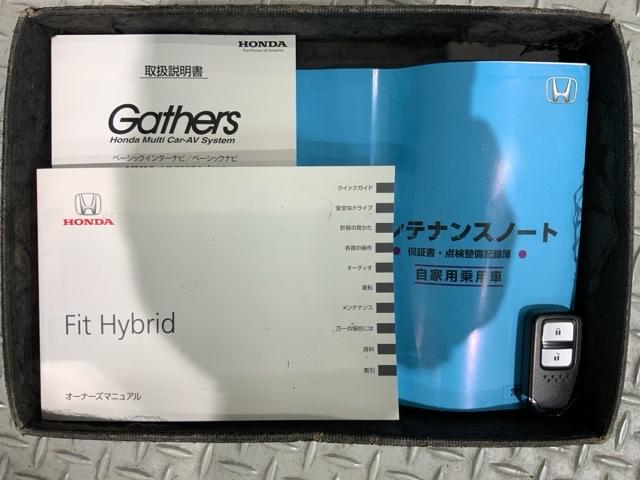 HONDA
The Power of Dreams
取扱説明書
Gathers
Honda Multi Car-AV System
ベーシックインターナビ／ベーシックナビ
HONDA
Fit Hybrid
オーナーズマニュアル
クイックガイド
安全なドライブ
計器の見かた
各部の操作
オーディオ
運転
メンテナンス
万一の場合には
資料
索引
ンテナンスノート
保証書・点検整備記録簿
自家用乗用車